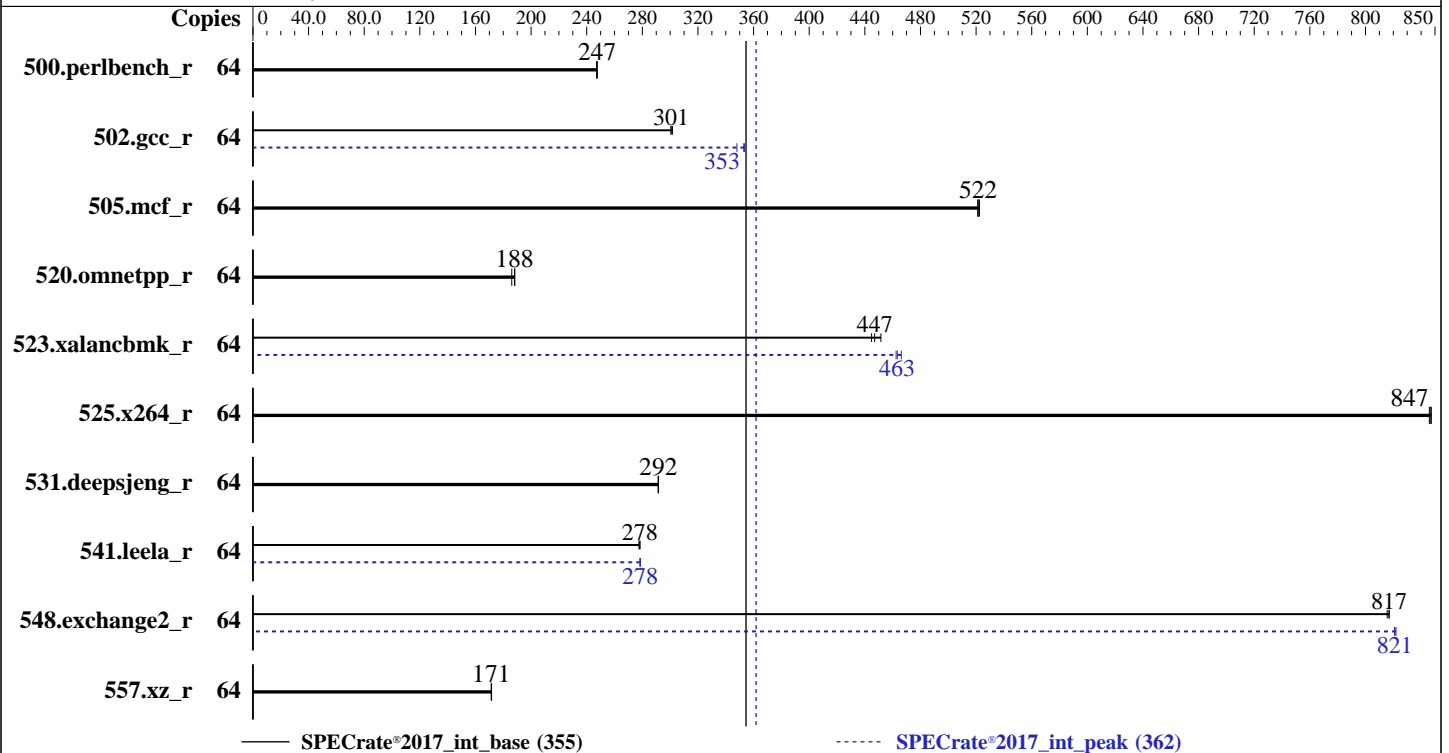 Copies 0 40.0 80.0 120 160 200 240 280 320 360 400 440 480 520 560 600 640 680 720 760 800 850
247
500.perlbench_r 64
301
502.gcc_r 64
353
522
505.mcf_r 64
188
520.omnetpp_r 64
447
523.xalancbmk_r 64
463
847
525.x264_r 64
292
531.deepsjeng_r 64
278
541.leela_r 64
278
817
548.exchange2_r 64
821
171
557.xz_r 64
SPECrate®2017_int_base (355) SPECrate®2017_int_peak (362)